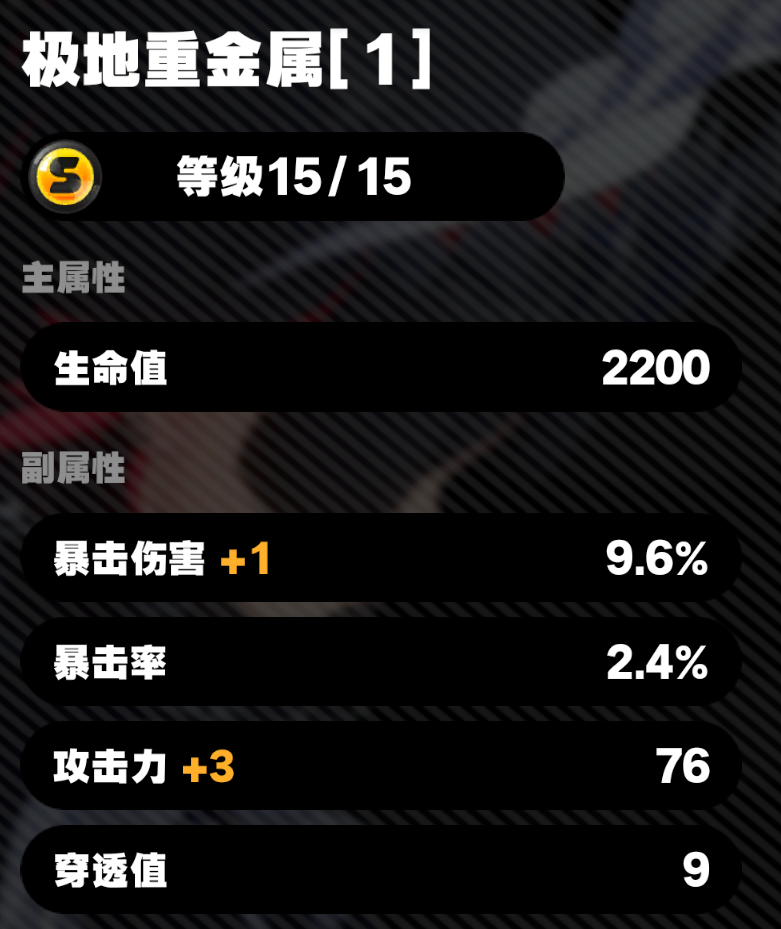 极地重金属[1]
S 等级15/15
主属性
生命值 2200
副属性
暴击伤害 +1 9.6%
暴击率 2.4%
攻击力 +3 76
穿透值 9